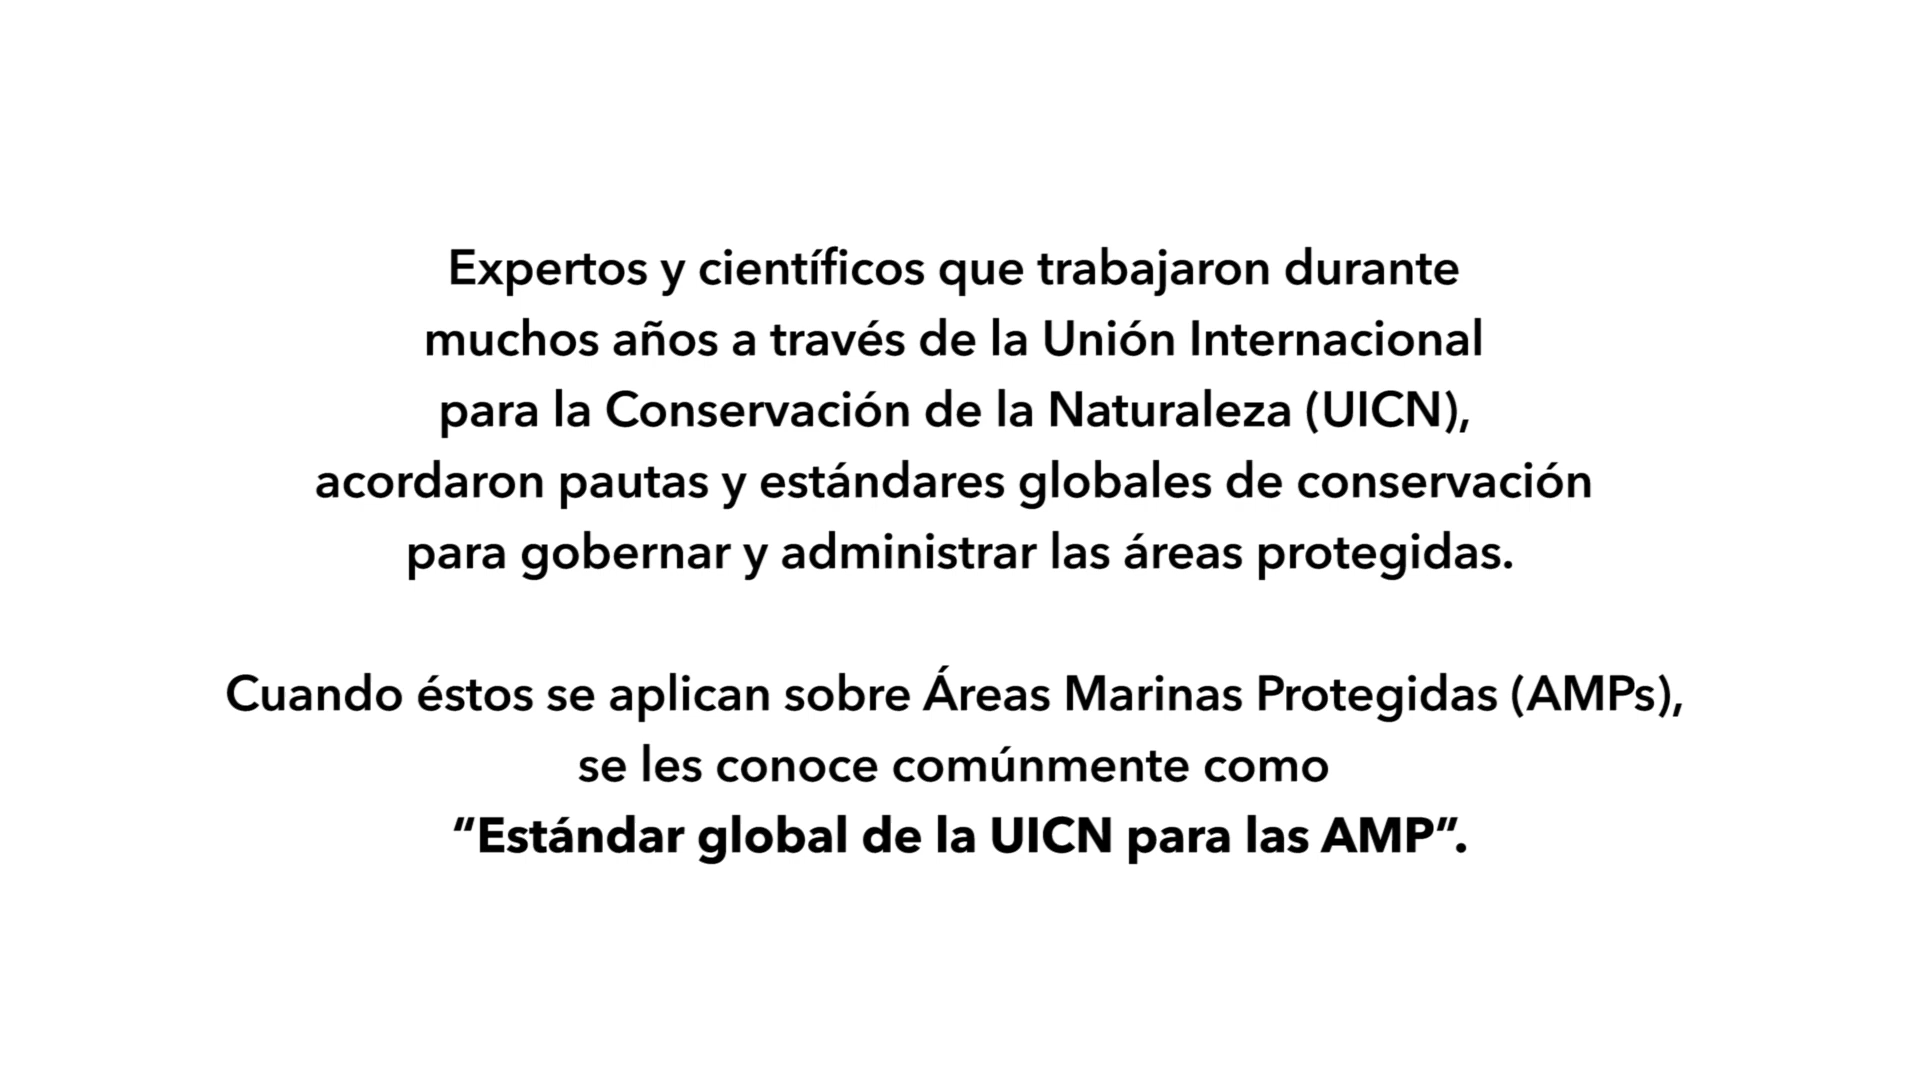 Expertos y científicos que trabajaron durante
muchos años a través de la Unión Internacional
para la Conservación de la Naturaleza (UICN),
acordaron pautas y estándares globales de conservación
para gobernar y administrar las áreas protegidas.
Cuando éstos se aplican sobre Áreas Marinas Protegidas (AMPs),
se les conoce comúnmente como
“Estándar global de la UICN para las AMP”.